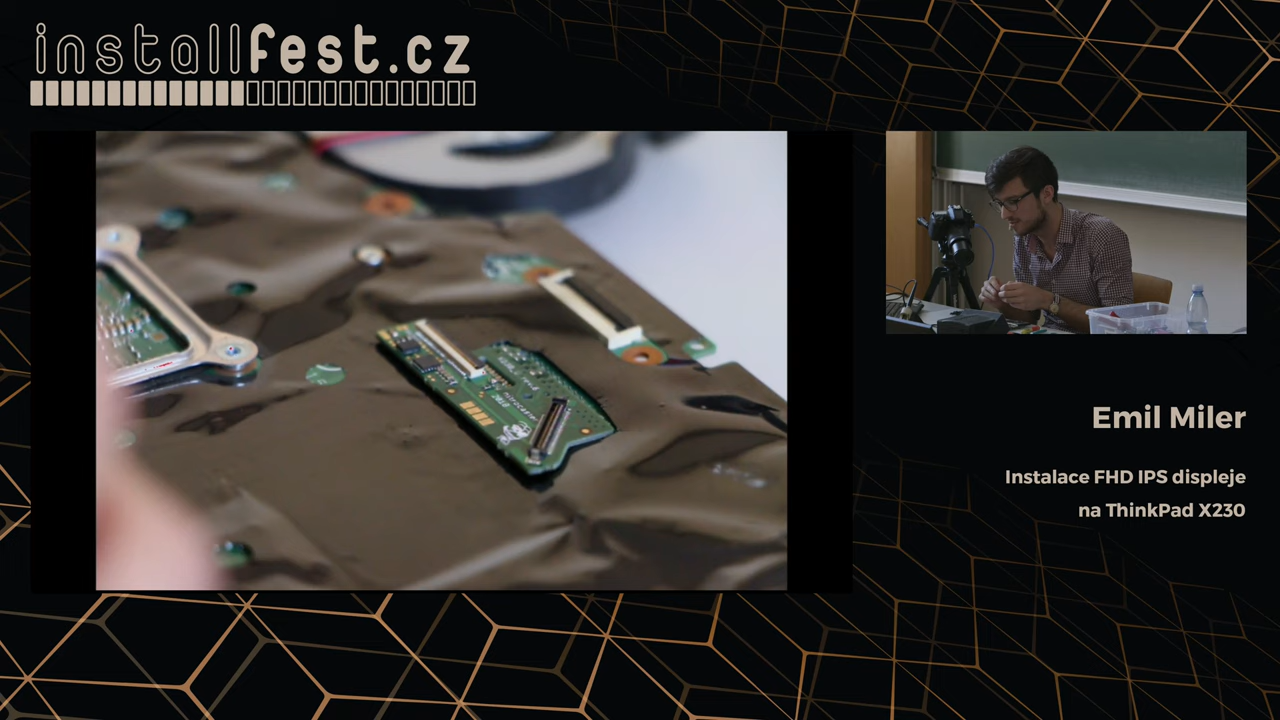 installfest.cz
Emil Miler
Instalace FHD IPS displeje
na ThinkPad X230